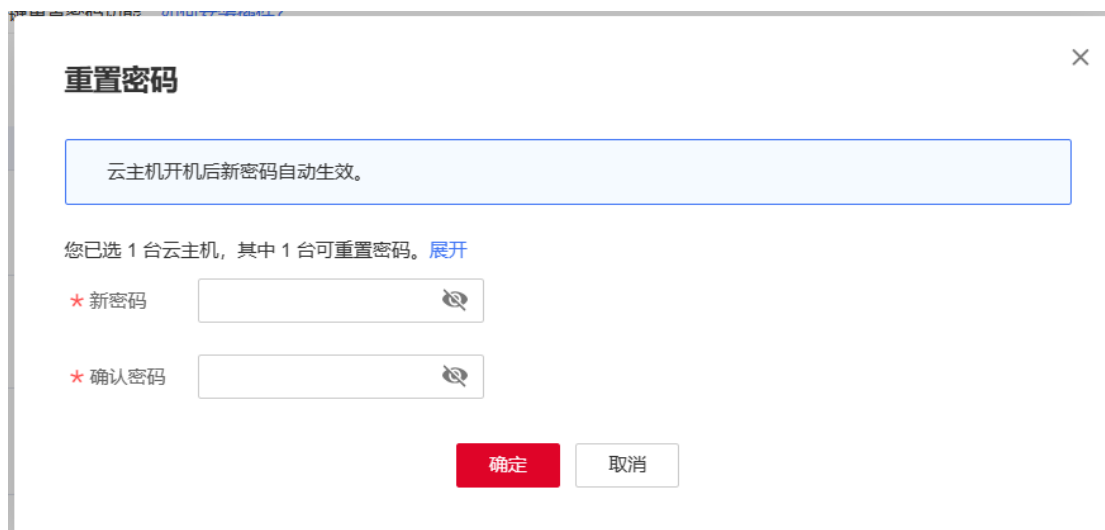 重置密码
云主机开机后新密码自动生效。
您已选 1 台云主机，其中 1 台可重置密码。展开
* 新密码
* 确认密码
确定 取消